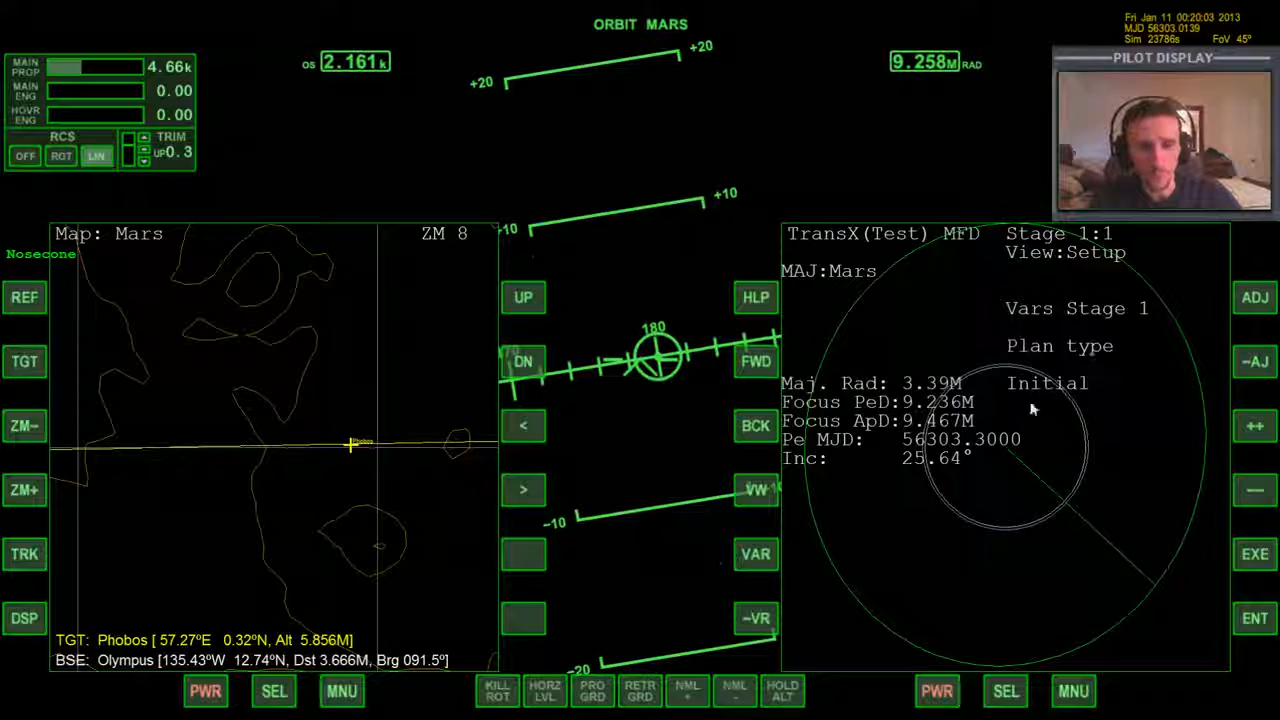 ORBIT MARS
Fri Jan 11 00:20:03 2013
MJD 56303.0139
Sim 23786s FoV 45°
PILOT DISPLAY
MAIN PROP 4.66k
MAIN ENG 0.00
HOVR ENG 0.00
RCS
TRIM
OFF ROT LIN UP0.3
OS 2.161k
9.258M RAD
+20 +20
+10
-10
180
-10
-20
Nosecone
Map: Mars ZM 8
REF
TGT
ZM-
ZM+
TRK
DSP
UP
DN
<
>
Phobos
TGT: Phobos [ 57.27°E 0.32°N, Alt 5.856M]
BSE: Olympus [135.43°W 12.74°N, Dst 3.666M, Brg 091.5°]
PWR SEL MNU
KILL ROT
HORZ LVL
PRO GRD
RETR GRD
NML +
NML -
HOLD ALT
TransX(Test) MFD Stage 1:1
View:Setup
MAJ:Mars
Vars Stage 1
Plan type
Initial
Maj. Rad: 3.39M
Focus PeD:9.236M
Focus ApD:9.467M
Pe MJD: 56303.3000
Inc: 25.64°
HLP
FWD
BCK
VW
VAR
-VR
ADJ
-AJ
++
--
EXE
ENT
PWR SEL MNU